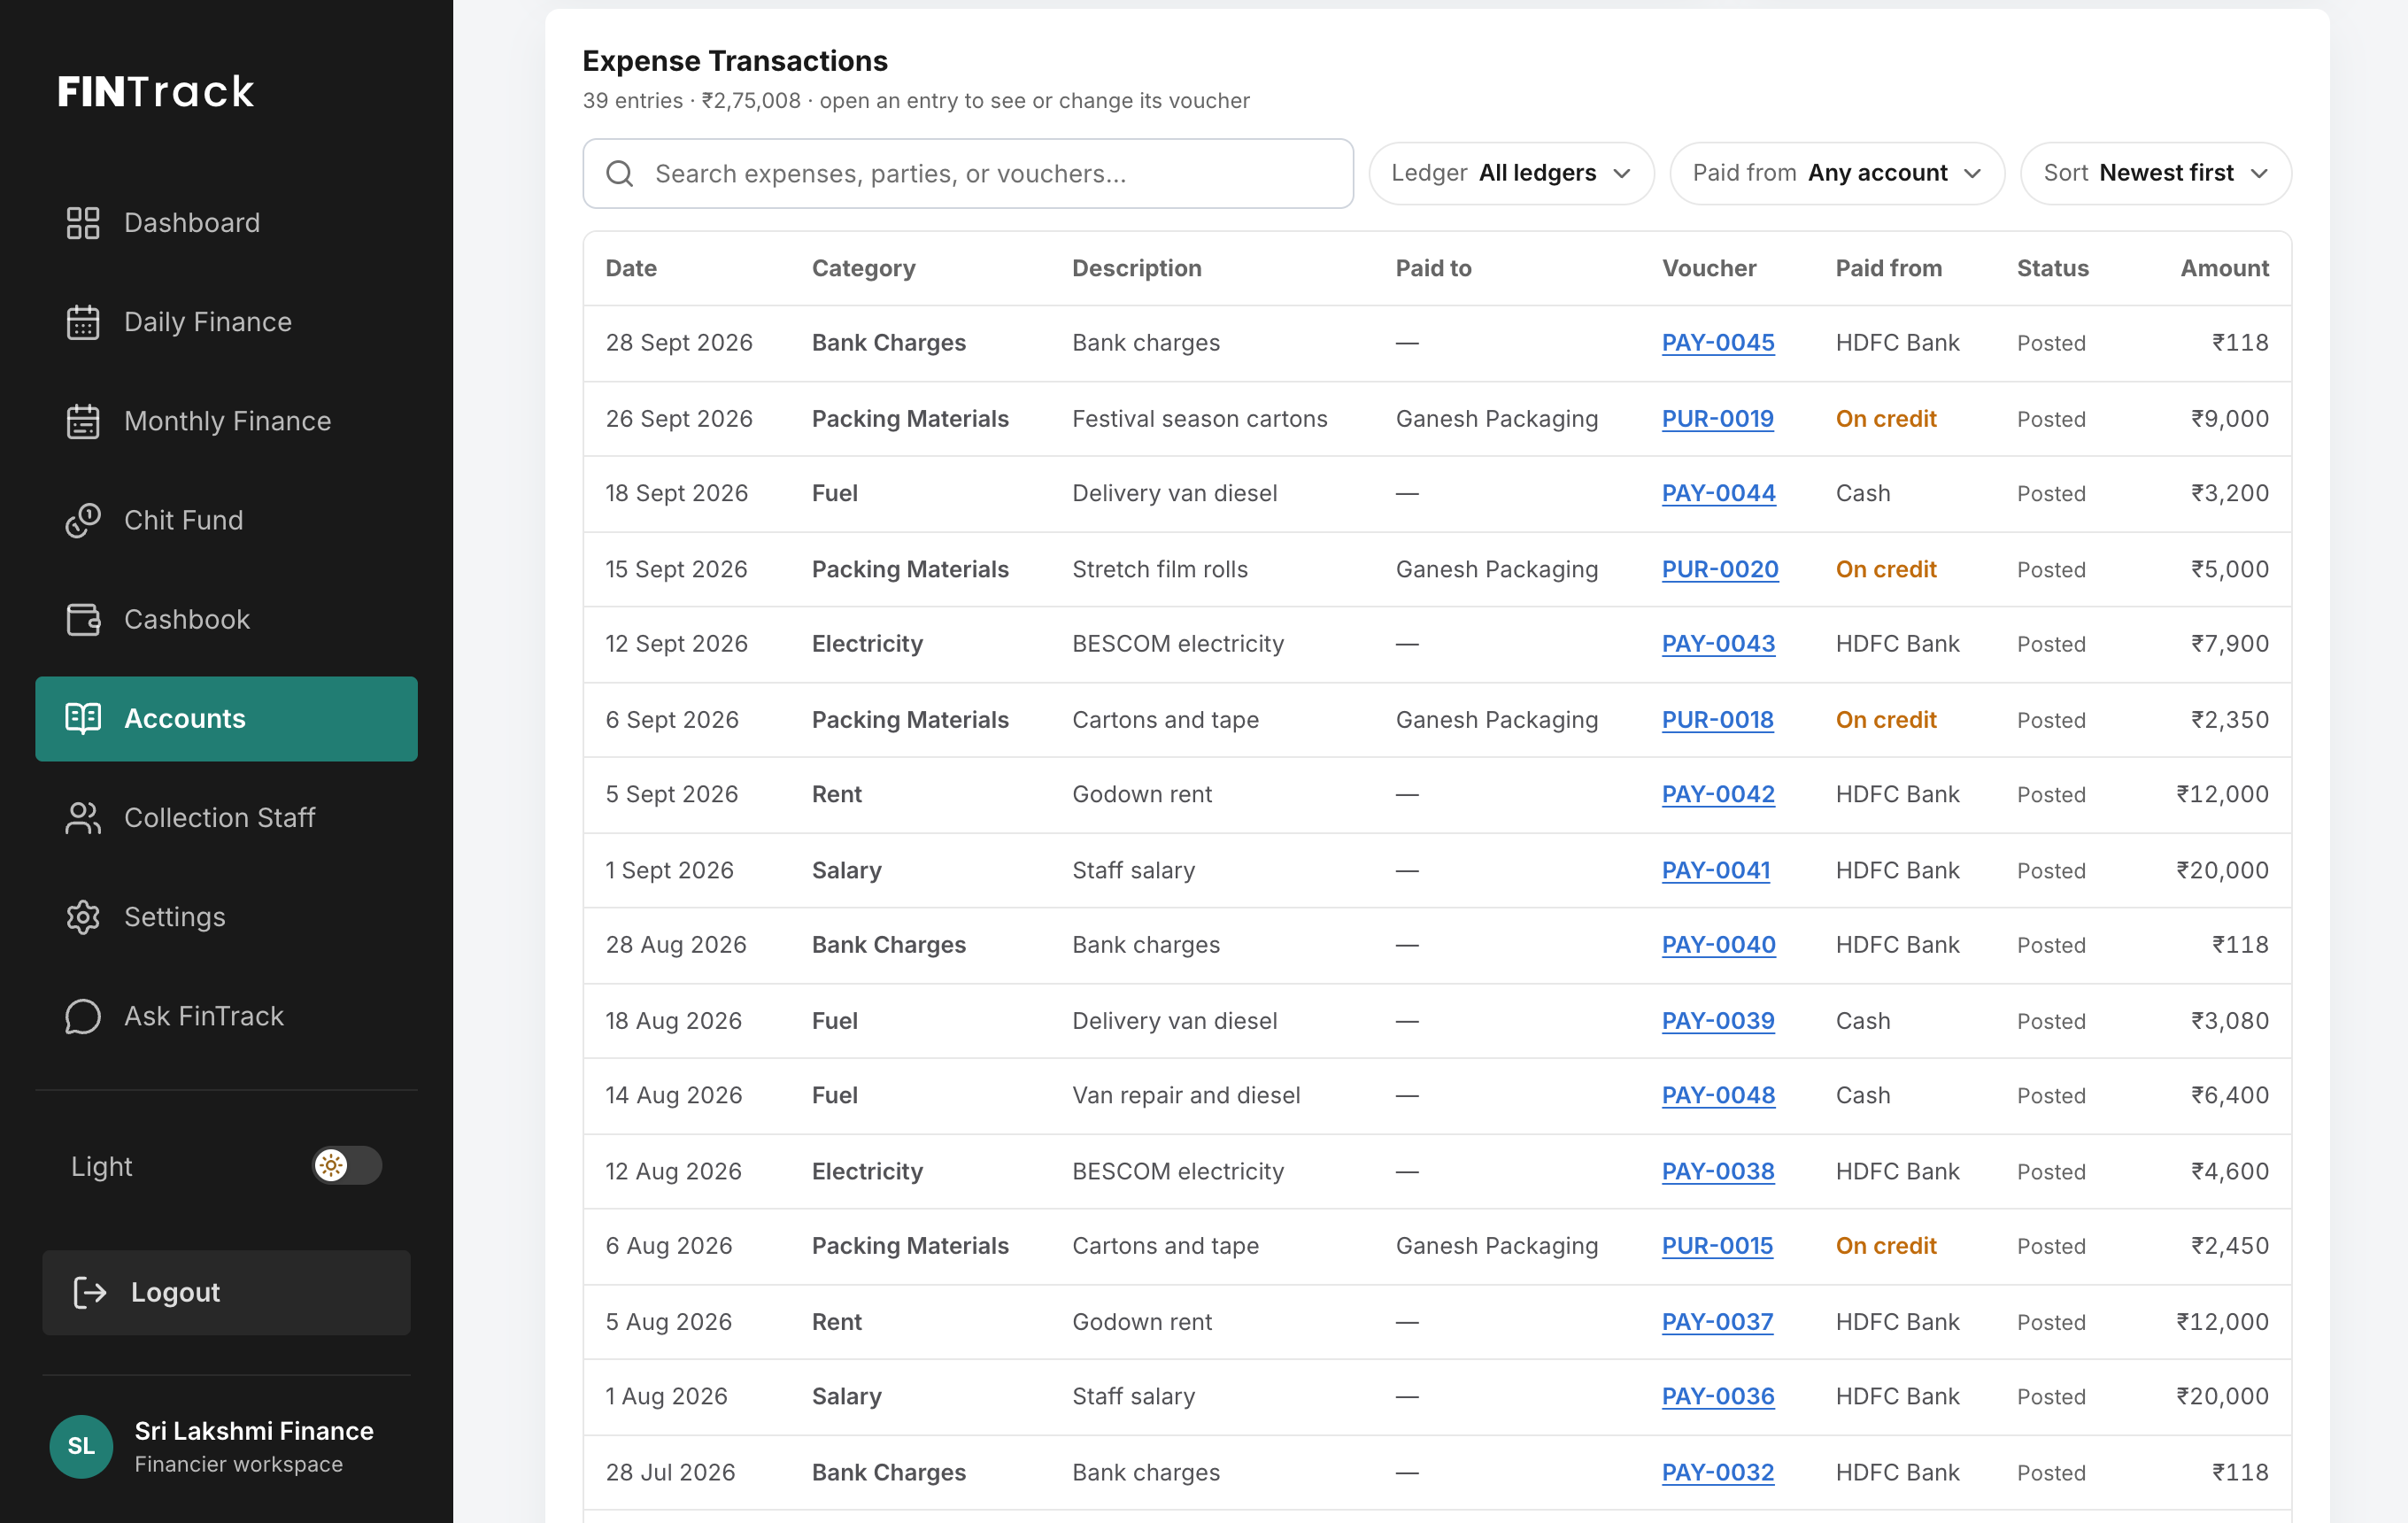 FINTrack
Dashboard
Daily Finance
Monthly Finance
Chit Fund
Cashbook
Accounts
Collection Staff
Settings
Ask FinTrack
Light
Logout
SL
Sri Lakshmi Finance
Financier workspace
Expense Transactions
39 entries · ₹2,75,008 · open an entry to see or change its voucher
Search expenses, parties, or vouchers...
Ledger All ledgers
Paid from Any account
Sort Newest first
Date Category Description Paid to Voucher Paid from Status Amount
28 Sept 2026 Bank Charges Bank charges — PAY-0045 HDFC Bank Posted ₹118
26 Sept 2026 Packing Materials Festival season cartons Ganesh Packaging PUR-0019 On credit Posted ₹9,000
18 Sept 2026 Fuel Delivery van diesel — PAY-0044 Cash Posted ₹3,200
15 Sept 2026 Packing Materials Stretch film rolls Ganesh Packaging PUR-0020 On credit Posted ₹5,000
12 Sept 2026 Electricity BESCOM electricity — PAY-0043 HDFC Bank Posted ₹7,900
6 Sept 2026 Packing Materials Cartons and tape Ganesh Packaging PUR-0018 On credit Posted ₹2,350
5 Sept 2026 Rent Godown rent — PAY-0042 HDFC Bank Posted ₹12,000
1 Sept 2026 Salary Staff salary — PAY-0041 HDFC Bank Posted ₹20,000
28 Aug 2026 Bank Charges Bank charges — PAY-0040 HDFC Bank Posted ₹118
18 Aug 2026 Fuel Delivery van diesel — PAY-0039 Cash Posted ₹3,080
14 Aug 2026 Fuel Van repair and diesel — PAY-0048 Cash Posted ₹6,400
12 Aug 2026 Electricity BESCOM electricity — PAY-0038 HDFC Bank Posted ₹4,600
6 Aug 2026 Packing Materials Cartons and tape Ganesh Packaging PUR-0015 On credit Posted ₹2,450
5 Aug 2026 Rent Godown rent — PAY-0037 HDFC Bank Posted ₹12,000
1 Aug 2026 Salary Staff salary — PAY-0036 HDFC Bank Posted ₹20,000
28 Jul 2026 Bank Charges Bank charges — PAY-0032 HDFC Bank Posted ₹118